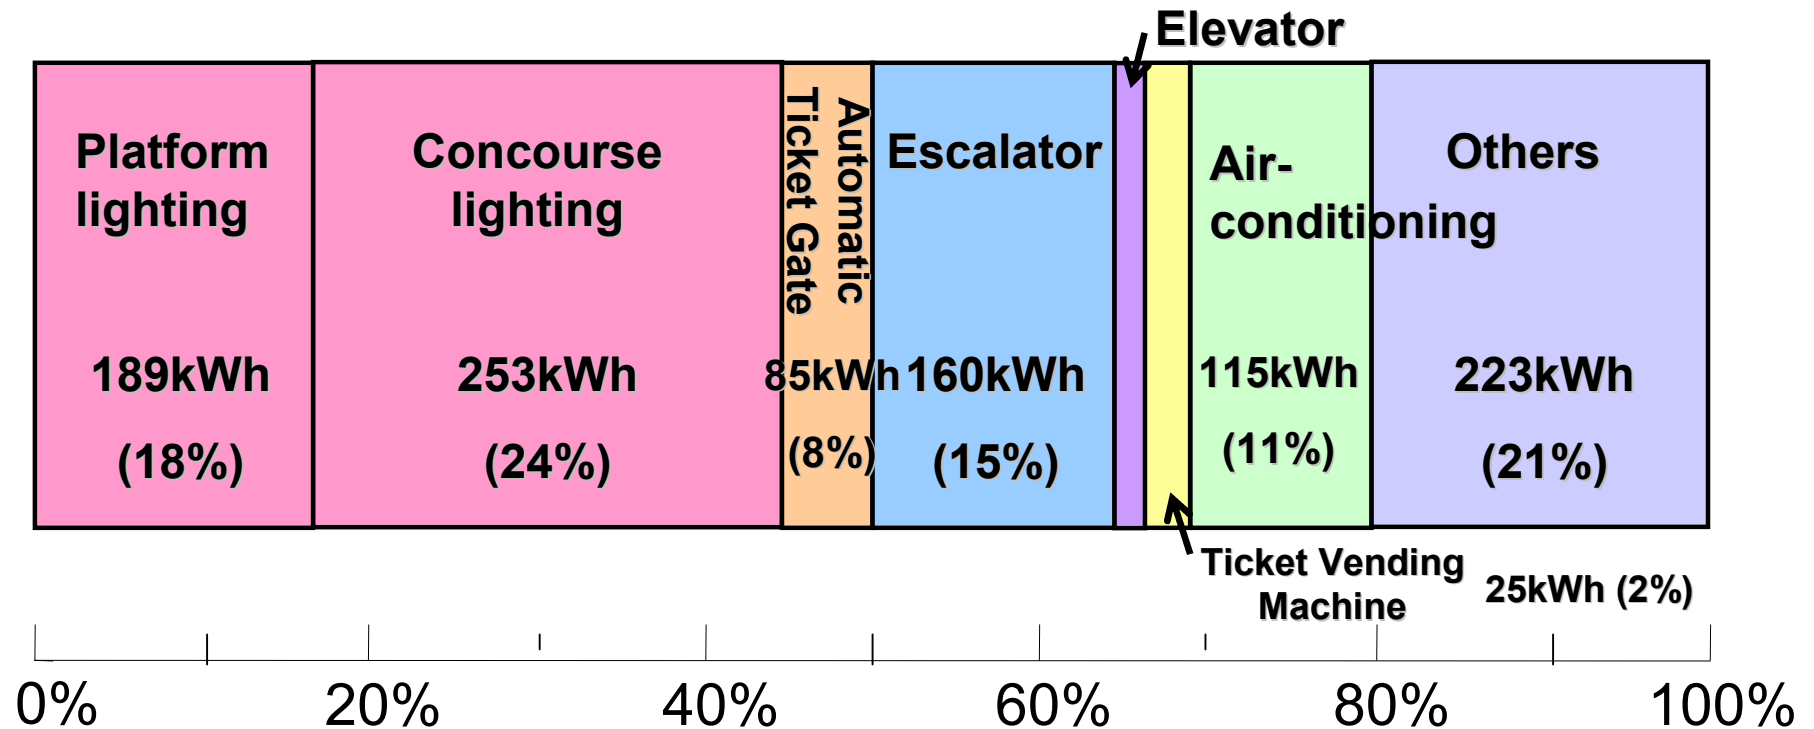 Elevator
Platform
lighting
189kWh
(18%)
Concourse
lighting
253kWh
(24%)
Automatic
Ticket Gate
85kWh
(8%)
Escalator
160kWh
(15%)
Air-
conditioning
115kWh
(11%)
Others
223kWh
(21%)
Ticket Vending
Machine
25kWh (2%)
0%
20%
40%
60%
80%
100%